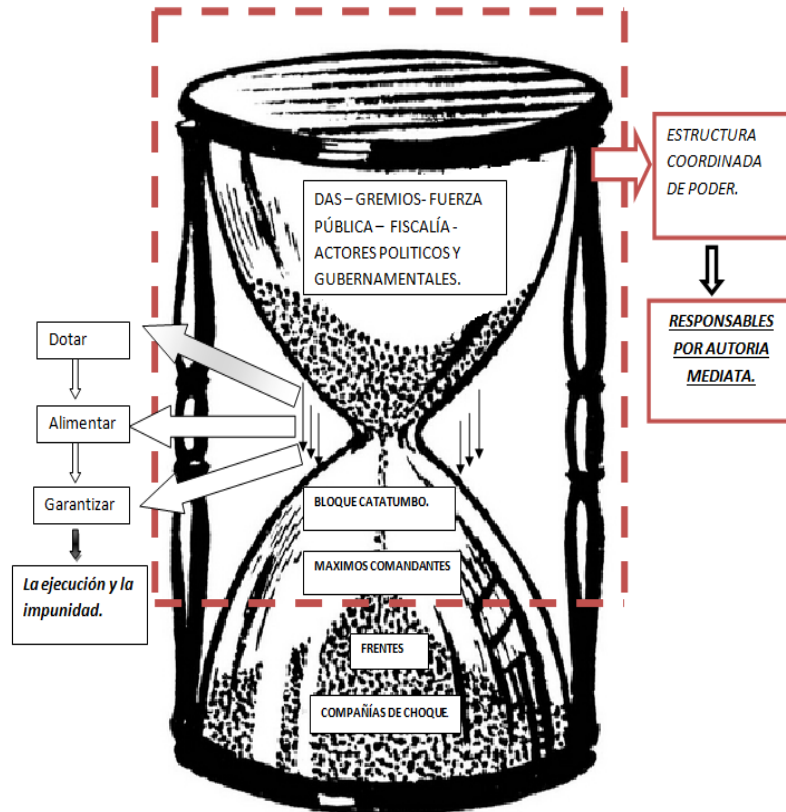 ESTRUCTURA
COORDINADA
DE PODER.
DAS – GREMIOS- FUERZA
PÚBLICA – FISCALÍA -
ACTORES POLITICOS Y
GUBERNAMENTALES.
RESPONSABLES
POR AUTORIA
MEDIATA.
Dotar
Alimentar
Garantizar
La ejecución y la
impunidad.
BLOQUE CATATUMBO.
MAXIMOS COMANDANTES
FRENTES
COMPAÑÍAS DE CHOQUE.